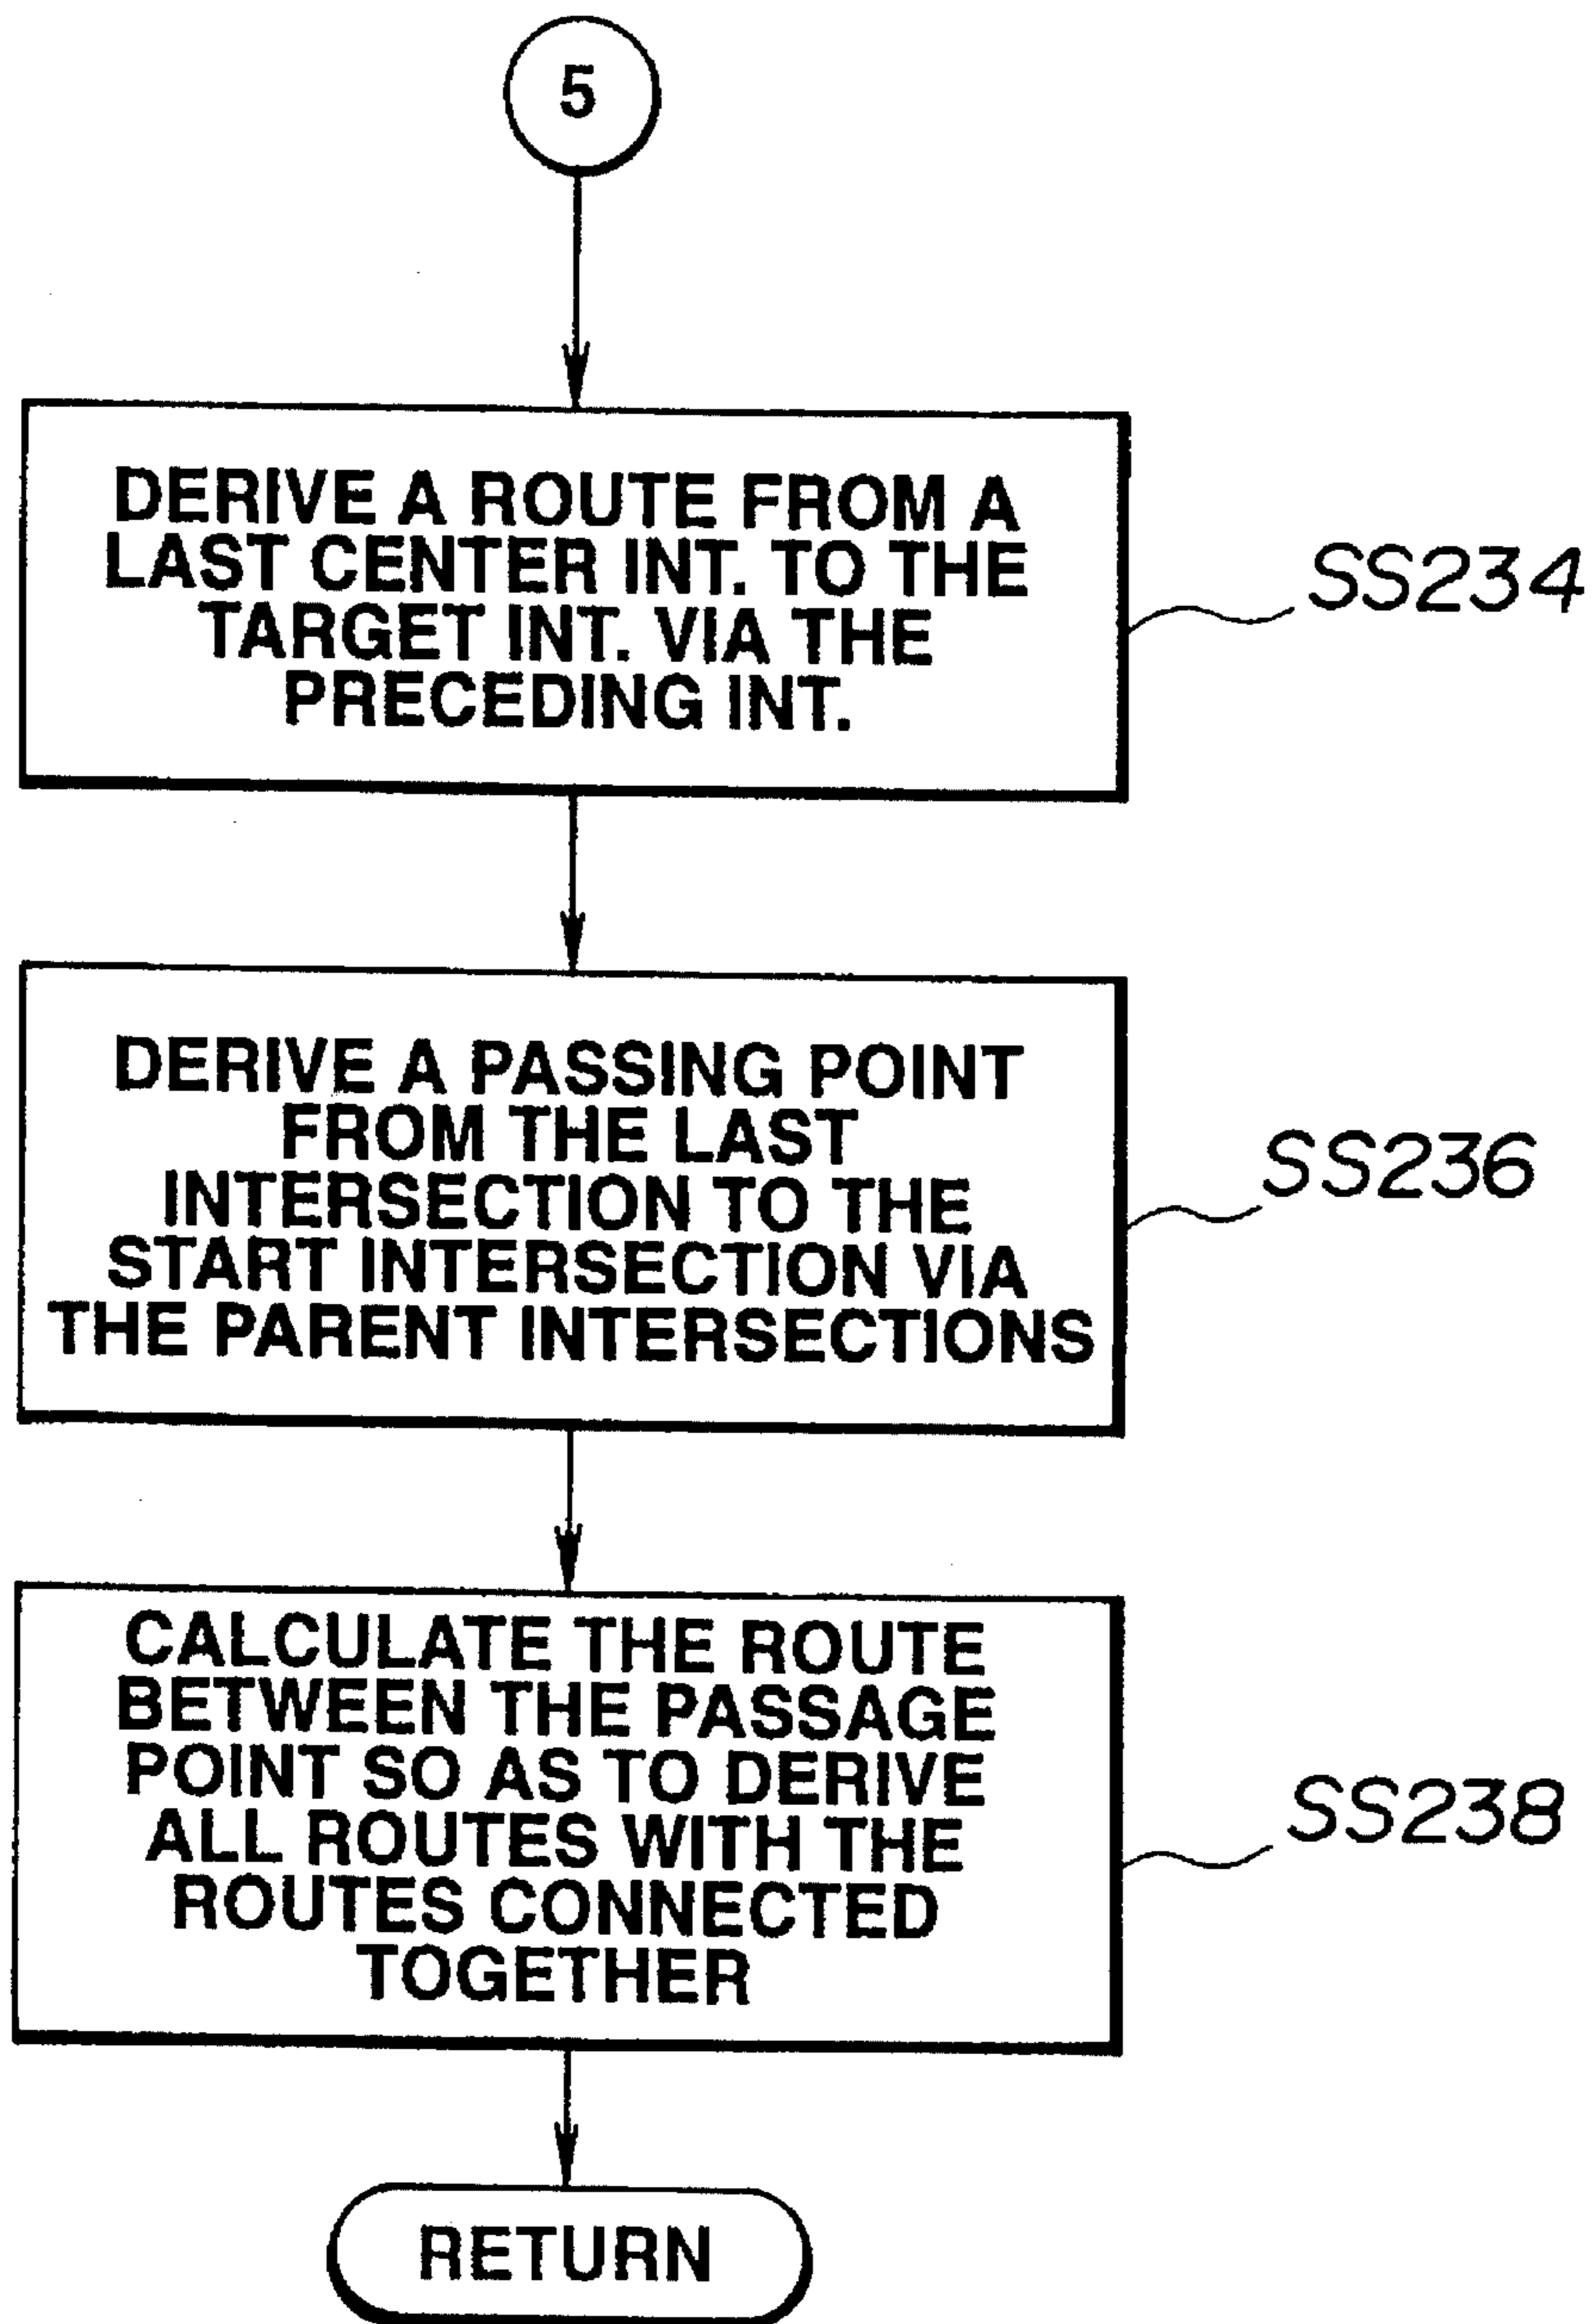 5
DERIVE A ROUTE FROM A
LAST CENTER INT. TO THE
TARGET INT. VIA THE
PRECEDING INT.
SS234
DERIVE A PASSING POINT
FROM THE LAST
INTERSECTION TO THE
START INTERSECTION VIA
THE PARENT INTERSECTIONS
SS236
CALCULATE THE ROUTE
BETWEEN THE PASSAGE
POINT SO AS TO DERIVE
ALL ROUTES WITH THE
ROUTES CONNECTED
TOGETHER
SS238
RETURN